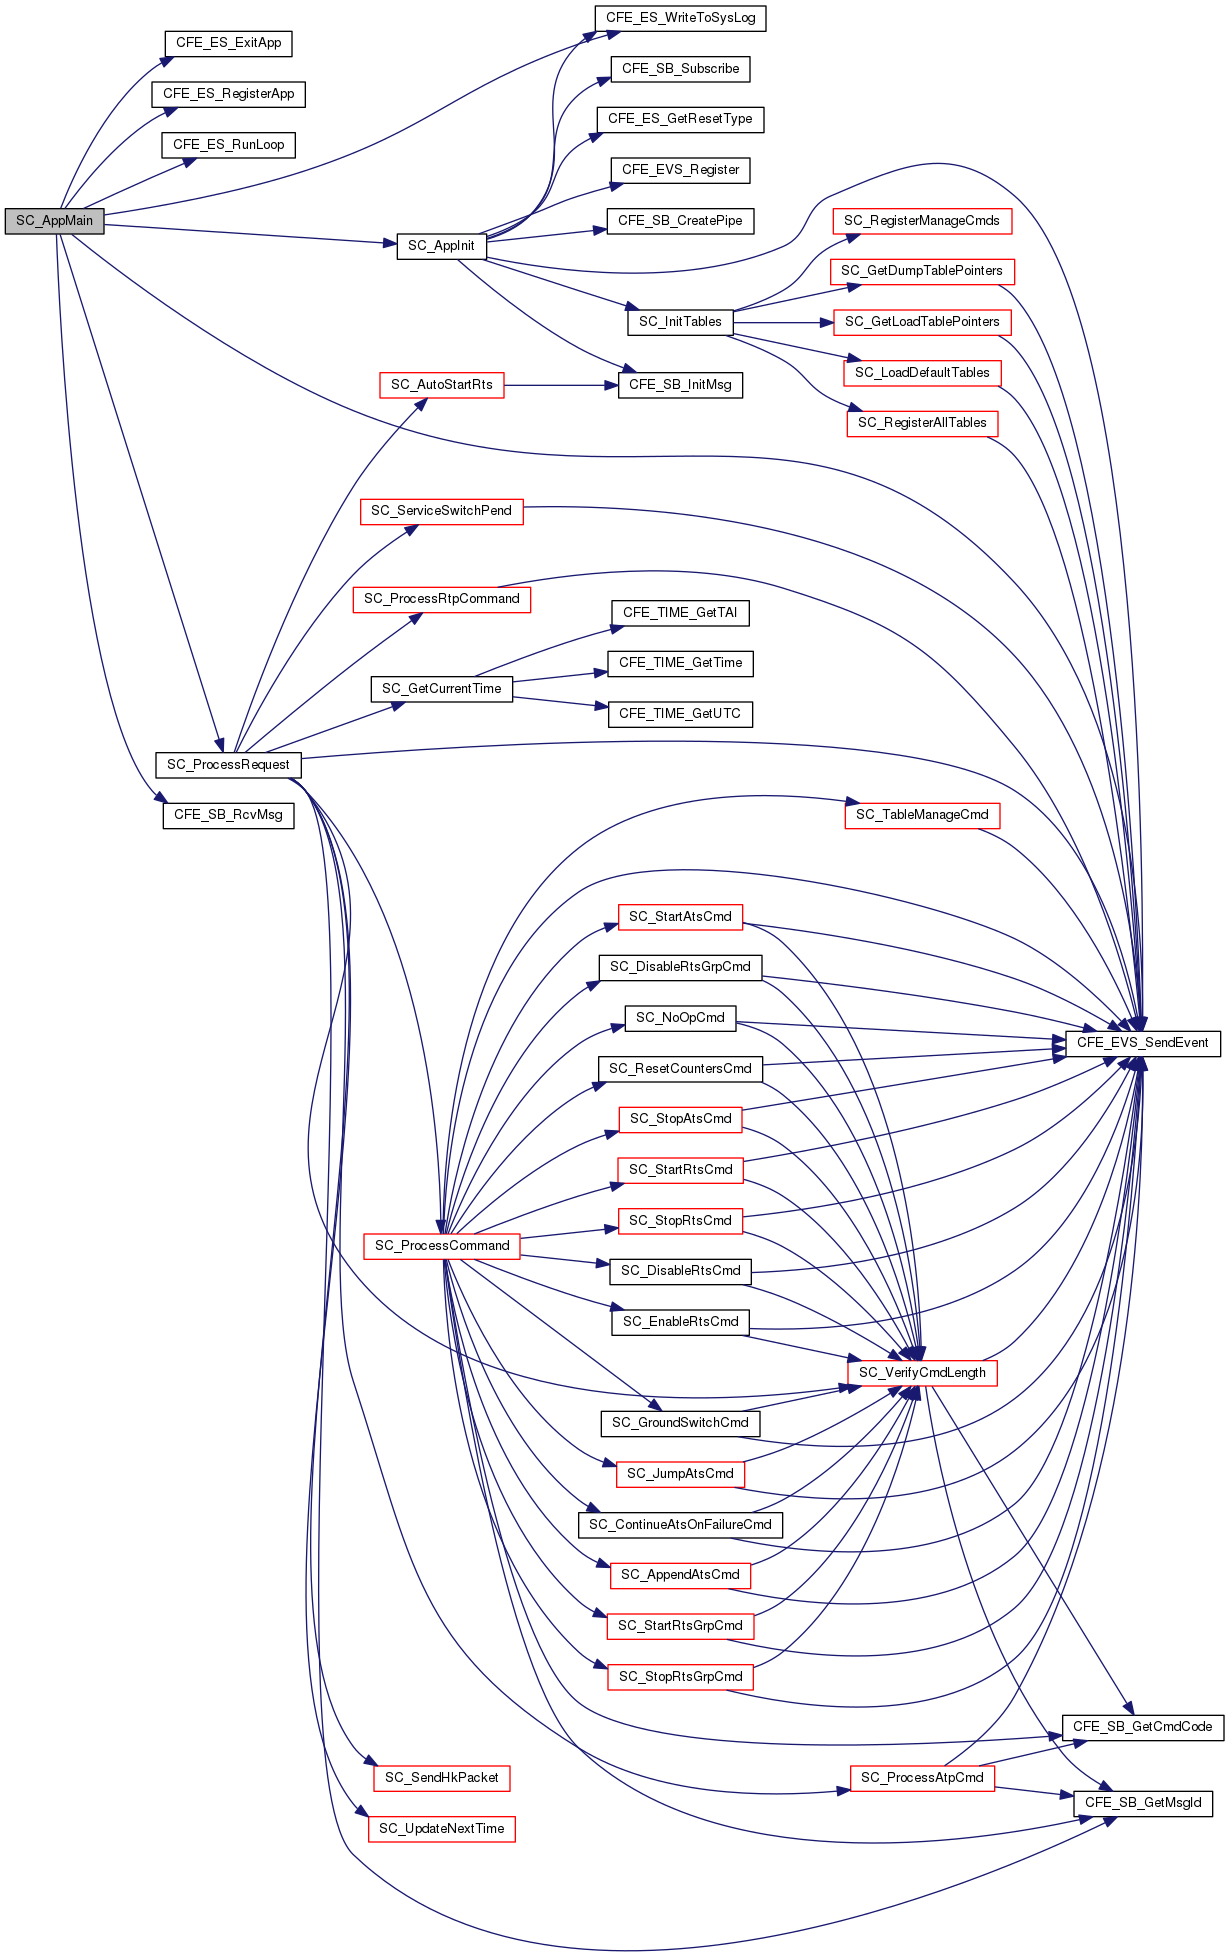 CFE_ES_WriteToSysLog
CFE_ES_ExitApp
CFE_SB_Subscribe
CFE_ES_RegisterApp
CFE_ES_GetResetType
CFE_ES_RunLoop
CFE_EVS_Register
SC_AppMain
CFE_SB_CreatePipe
SC_RegisterManageCmds
SC_AppInit
SC_GetDumpTablePointers
SC_InitTables
SC_GetLoadTablePointers
SC_LoadDefaultTables
SC_AutoStartRts
CFE_SB_InitMsg
SC_RegisterAllTables
SC_ServiceSwitchPend
SC_ProcessRtpCommand
CFE_TIME_GetTAI
CFE_TIME_GetTime
SC_GetCurrentTime
CFE_TIME_GetUTC
SC_ProcessRequest
CFE_SB_RcvMsg
SC_TableManageCmd
SC_StartAtsCmd
SC_DisableRtsGrpCmd
SC_NoOpCmd
CFE_EVS_SendEvent
SC_ResetCountersCmd
SC_StopAtsCmd
SC_StartRtsCmd
SC_StopRtsCmd
SC_ProcessCommand
SC_DisableRtsCmd
SC_EnableRtsCmd
SC_VerifyCmdLength
SC_GroundSwitchCmd
SC_JumpAtsCmd
SC_ContinueAtsOnFailureCmd
SC_AppendAtsCmd
SC_StartRtsGrpCmd
SC_StopRtsGrpCmd
CFE_SB_GetCmdCode
SC_SendHkPacket
SC_ProcessAtpCmd
CFE_SB_GetMsgId
SC_UpdateNextTime